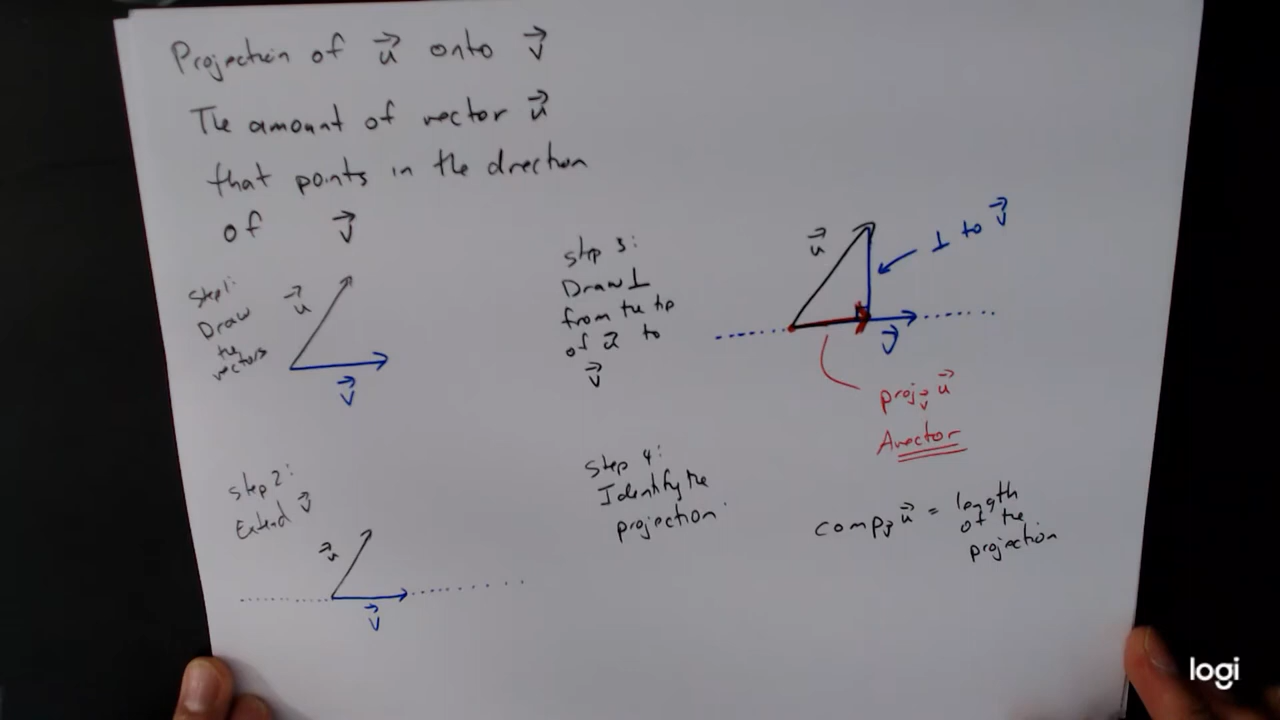 Projection of u⃗ onto v⃗
The amount of vector u⃗
that points in the direction
of v⃗
Step 1:
Draw
the
vectors
u⃗
v⃗
Step 2:
Extend v⃗
u⃗
v⃗
Step 3:
Draw ⊥
from the tip
of u⃗ to
v⃗
u⃗
⊥ to v⃗
v⃗
proj_v⃗ u⃗
A vector
Step 4:
Identify the
projection
comp_v⃗ u⃗ = length
of the
projection
logi